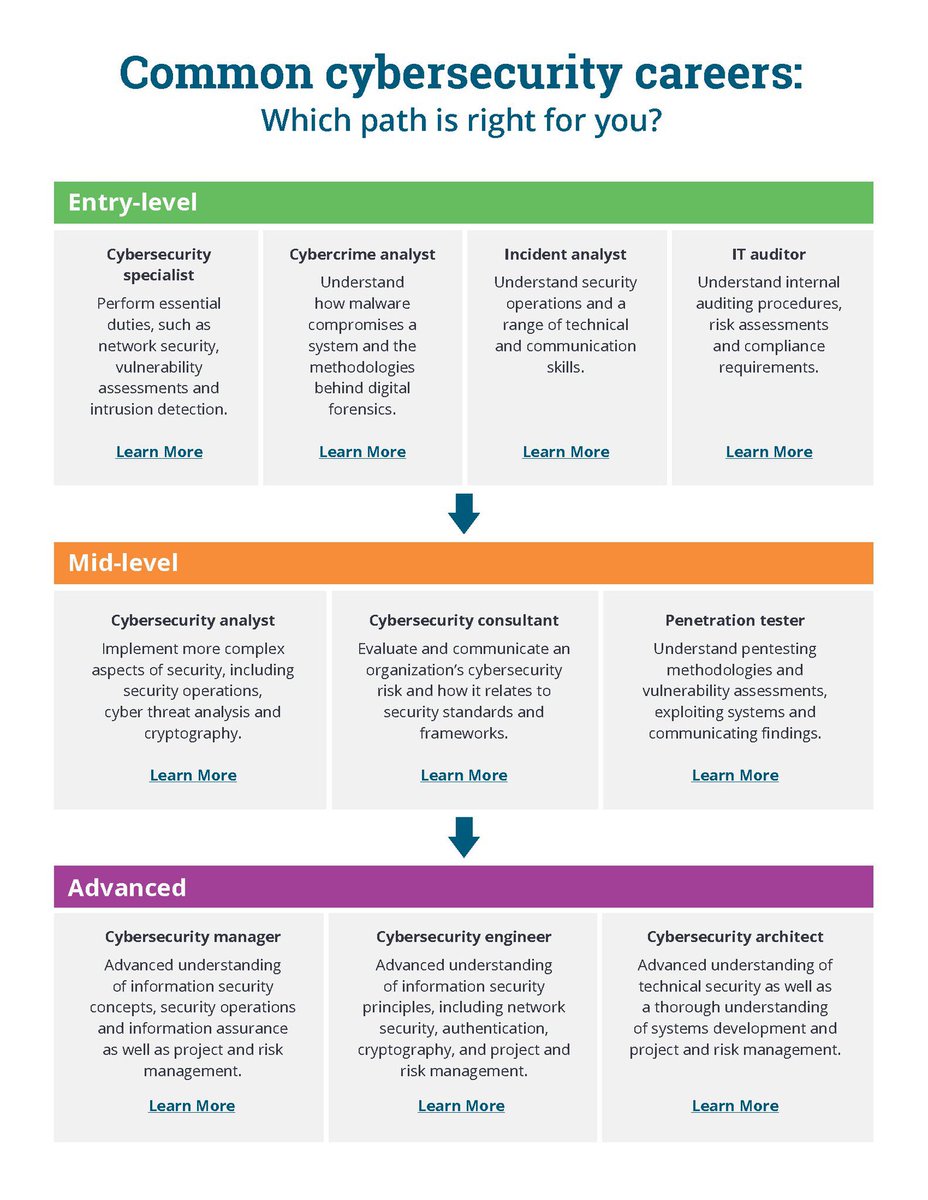 Common cybersecurity careers:
Which path is right for you?
Entry-level
Cybersecurity
specialist
Perform essential
duties, such as
network security,
vulnerability
assessments and
intrusion detection.
Learn More
Cybercrime analyst
Understand
how malware
compromises a
system and the
methodologies
behind digital
forensics.
Learn More
Incident analyst
Understand security
operations and a
range of technical
and communication
skills.
Learn More
IT auditor
Understand internal
auditing procedures,
risk assessments
and compliance
requirements.
Learn More
Mid-level
Cybersecurity analyst
Implement more complex
aspects of security, including
security operations,
cyber threat analysis and
cryptography.
Learn More
Cybersecurity consultant
Evaluate and communicate an
organization’s cybersecurity
risk and how it relates to
security standards and
frameworks.
Learn More
Penetration tester
Understand pentesting
methodologies and
vulnerability assessments,
exploiting systems and
communicating findings.
Learn More
Advanced
Cybersecurity manager
Advanced understanding
of information security
concepts, security operations
and information assurance
as well as project and risk
management.
Learn More
Cybersecurity engineer
Advanced understanding
of information security
principles, including network
security, authentication,
cryptography, and project and
risk management.
Learn More
Cybersecurity architect
Advanced understanding of
technical security as well as
a thorough understanding
of systems development and
project and risk management.
Learn More